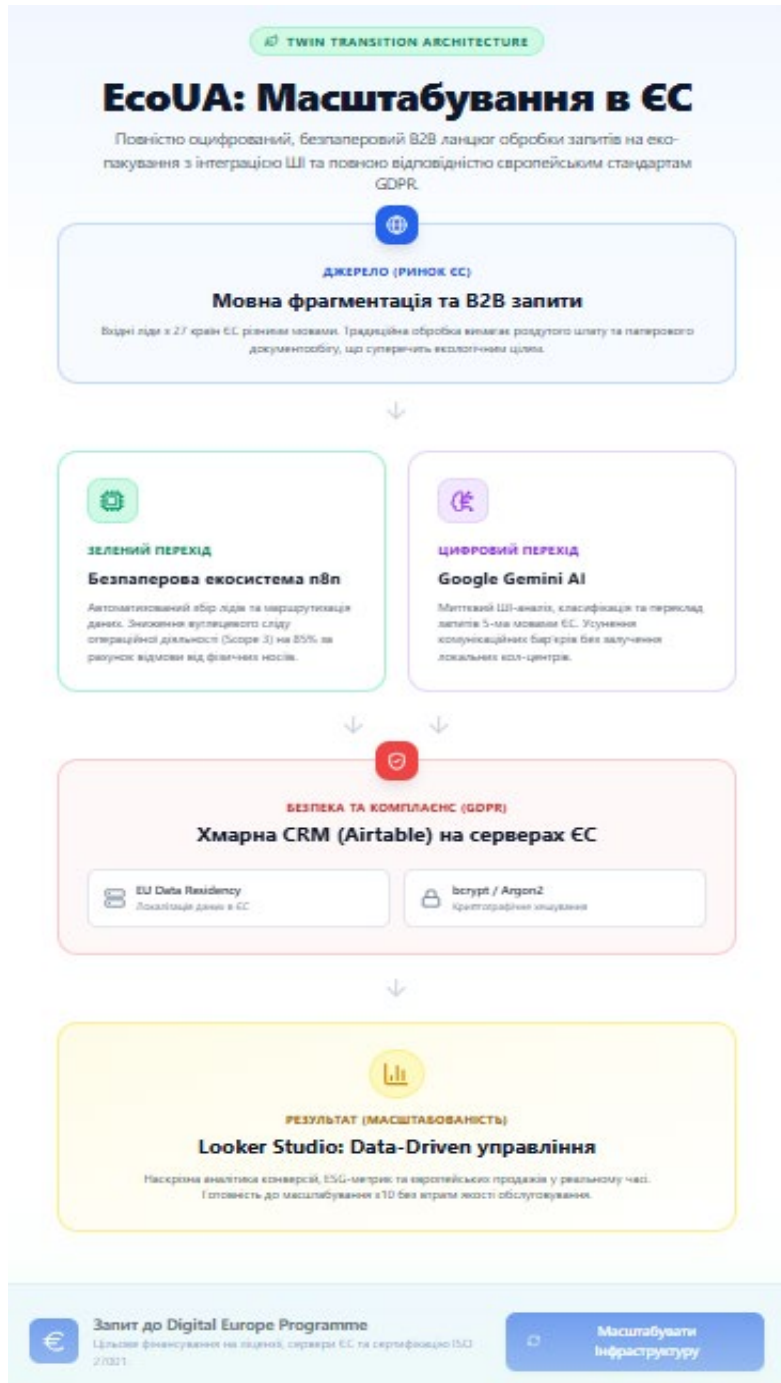 TWIN TRANSITION ARCHITECTURE
EcoUA: Масштабування в ЄС
Повністю оцифрований, безпаперовий B2B ланцюг обробки запитів на еко-
пакування з інтеграцією ШІ та повною відповідністю європейським стандартам
GDPR.
ДЖЕРЕЛО (РИНОК ЄС)
Мовна фрагментація та B2B запити
Вхідні ліди з 27 країн ЄС різними мовами. Традиційна обробка вимагає роздутого штату та паперового
документообігу, що суперечить екологічним цілям.
ЗЕЛЕНИЙ ПЕРЕХІД
Безпаперова екосистема n8n
Автоматизований збір лідів та маршрутизація
даних. Зниження вуглецевого сліду
операційної діяльності (Scope 3) на 85% за
рахунок відмови від фізичних носіїв.
ЦИФРОВИЙ ПЕРЕХІД
Google Gemini AI
Миттєвий ШІ-аналіз, класифікація та переклад
запитів 5-ма мовами ЄС. Усунення
комунікаційних бар'єрів без залучення
локальних кол-центрів.
БЕЗПЕКА ТА КОМПЛАЄНС (GDPR)
Хмарна CRM (Airtable) на серверах ЄС
EU Data Residency
Локалізація даних в ЄС
bcrypt / Argon2
Криптографічне хешування
РЕЗУЛЬТАТ (МАСШТАБОВАНІСТЬ)
Looker Studio: Data-Driven управління
Наскрізна аналітика конверсій, ESG-метрик та європейських продажів у реальному часі.
Готовність до масштабування x10 без втрати якості обслуговування.
Запит до Digital Europe Programme
Цільове фінансування на ліцензії, сервери ЄС та сертифікацію ISO
27001.
Масштабувати
Інфраструктуру